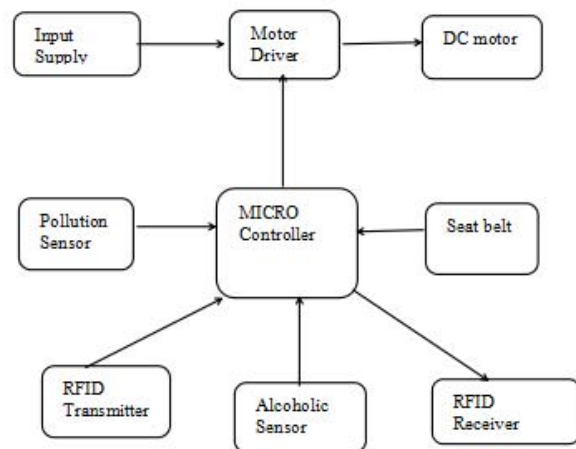 Input
Supply
Motor
Driver
DC motor
Pollution
Sensor
MICRO
Controller
Seat belt
RFID
Transmitter
Alcoholic
Sensor
RFID
Receiver